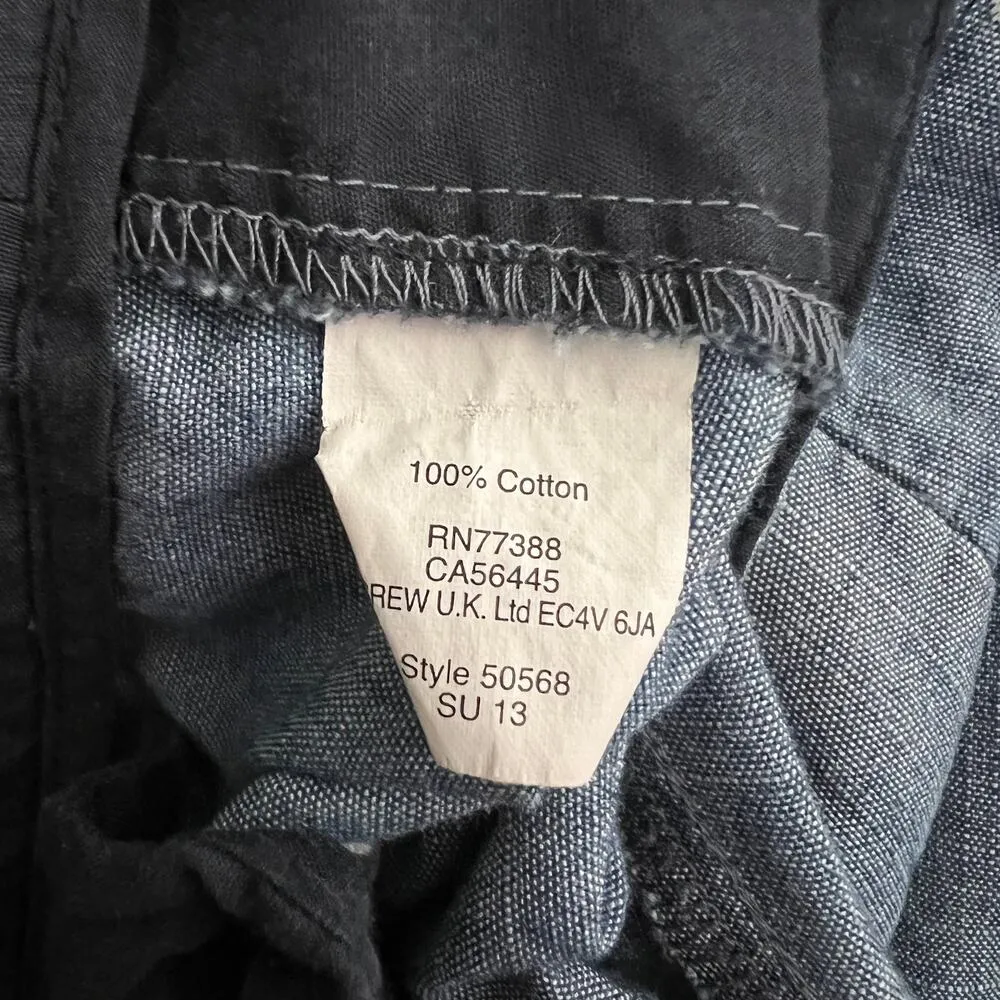 100% Cotton
RN77388
CA56445
REW U.K. Ltd EC4V 6JA
Style 50568
SU 13